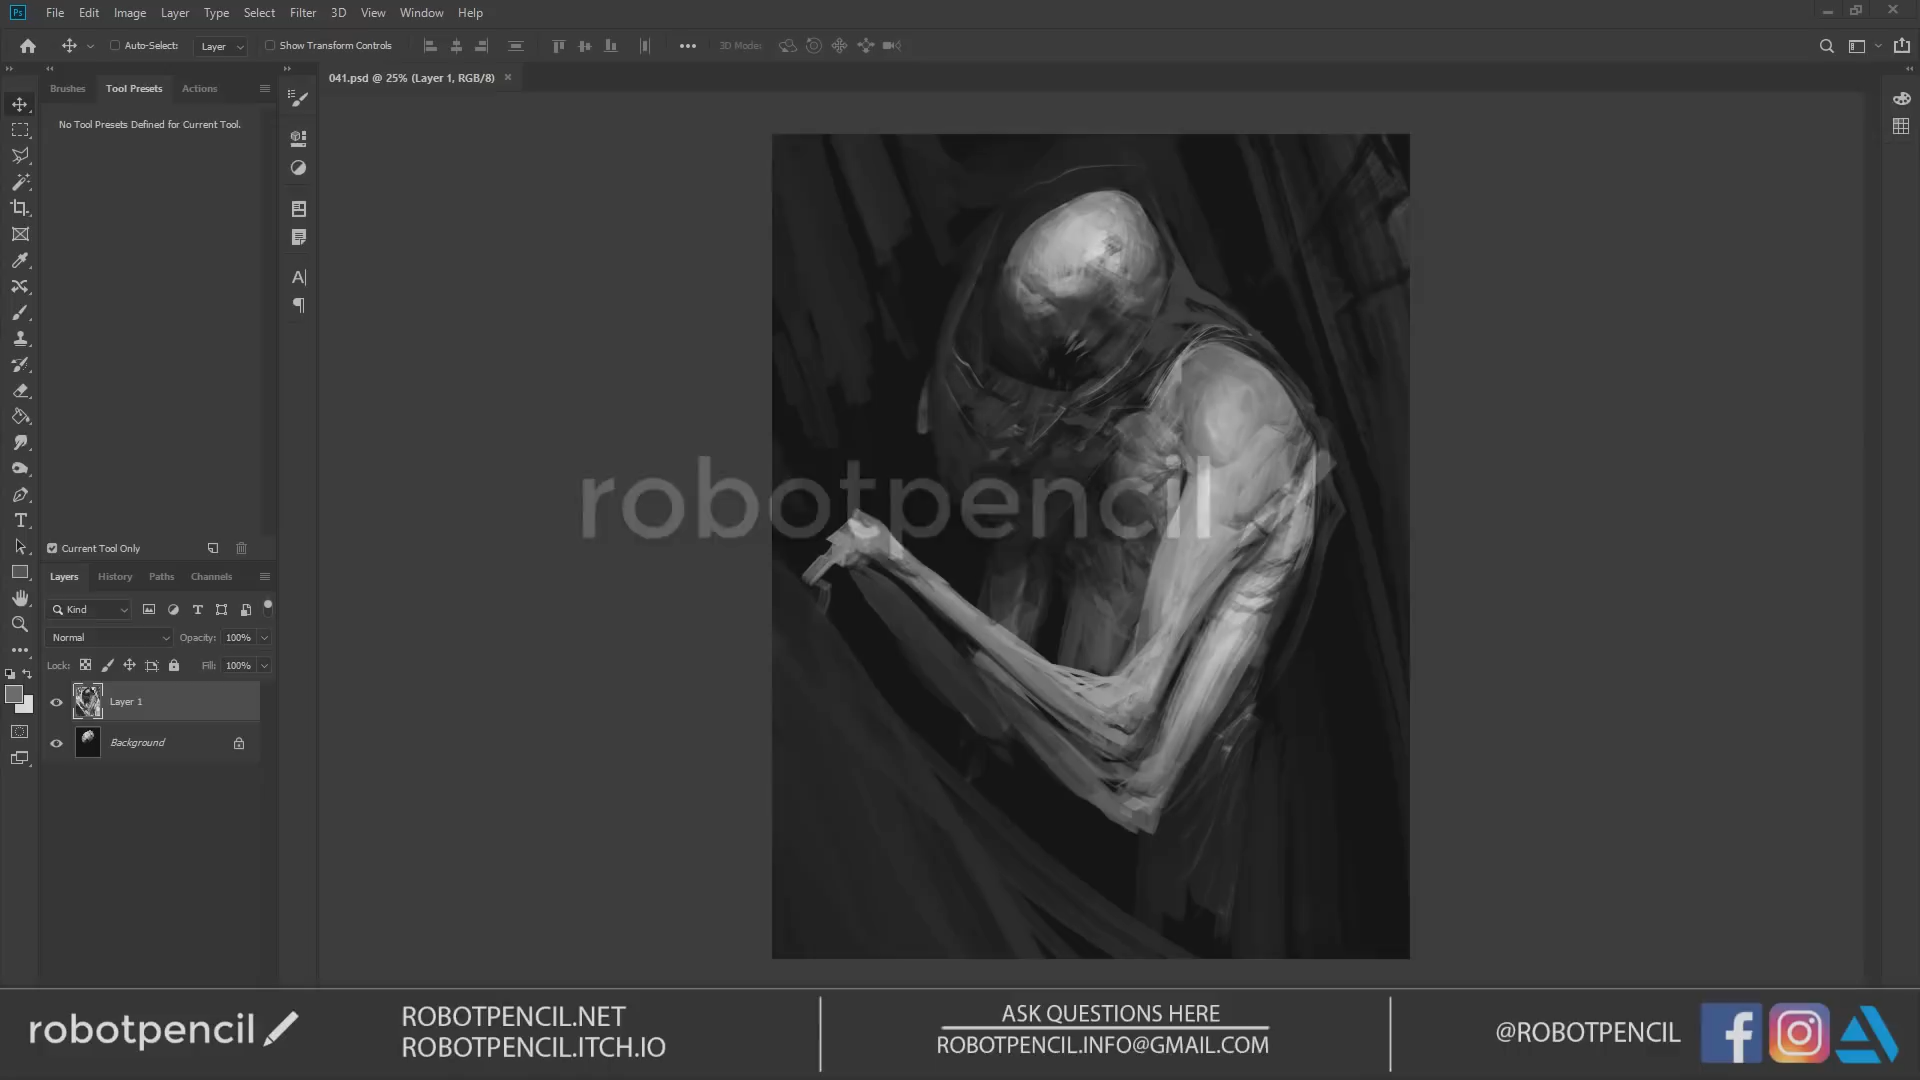 Ps File Edit Image Layer Type Select Filter 3D View Window Help
Auto-Select: Layer Show Transform Controls 3D Mode:
041.psd @ 25% (Layer 1, RGB/8)
Brushes Tool Presets Actions
No Tool Presets Defined for Current Tool.
robotpencil
Current Tool Only
Layers History Paths Channels
Kind
Normal Opacity: 100%
Lock: Fill: 100%
Layer 1
Background
robotpencil
ROBOTPENCIL.NET
ROBOTPENCIL.ITCH.IO
ASK QUESTIONS HERE
ROBOTPENCIL.INFO@GMAIL.COM
@ROBOTPENCIL